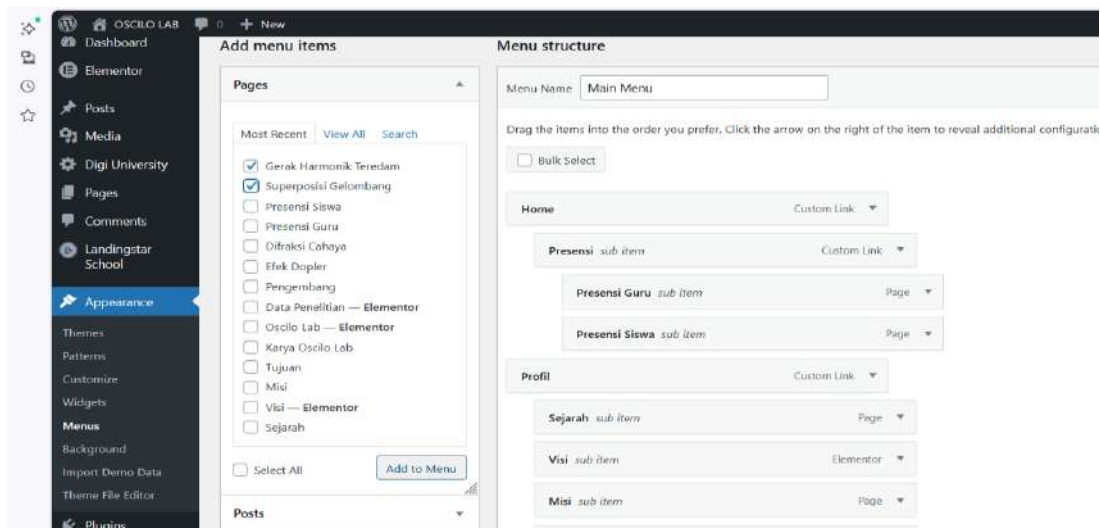 OSCILO LAB 0 + New
Dashboard
Elementor
Posts
Media
Digi University
Pages
Comments
Landingstar
School
Appearance
Themes
Patterns
Customize
Widgets
Menus
Background
Import Demo Data
Theme File Editor
Plugins
Add menu items
Pages
Most Recent View All Search
Gerak Harmonik Teredam
Superposisi Gelombang
Presensi Siswa
Presensi Guru
Difraksi Cahaya
Efek Dopler
Pengembang
Data Penelitian — Elementor
Oscilo Lab — Elementor
Karya Oscilo Lab
Tujuan
Misi
Visi — Elementor
Sejarah
Select All Add to Menu
Posts
Menu structure
Menu Name Main Menu
Drag the items into the order you prefer. Click the arrow on the right of the item to reveal additional
Bulk Select
Home Custom Link
Presensi sub item Custom Link
Presensi Guru sub item Page
Presensi Siswa sub item Page
Profil Custom Link
Sejarah sub item Page
Visi sub item Elementor
Misi sub item Page